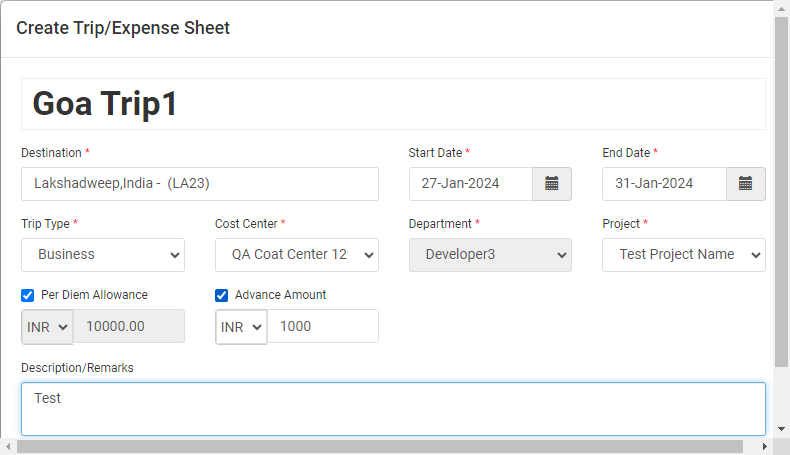 Create Trip/Expense Sheet
Goa Trip1
Destination * Start Date * End Date *
Lakshadweep,India - (LA23) 27-Jan-2024 31-Jan-2024
Trip Type * Cost Center * Department * Project *
Business QA Coat Center 12 Developer3 Test Project Name
Per Diem Allowance Advance Amount
INR 10000.00 INR 1000
Description/Remarks
Test